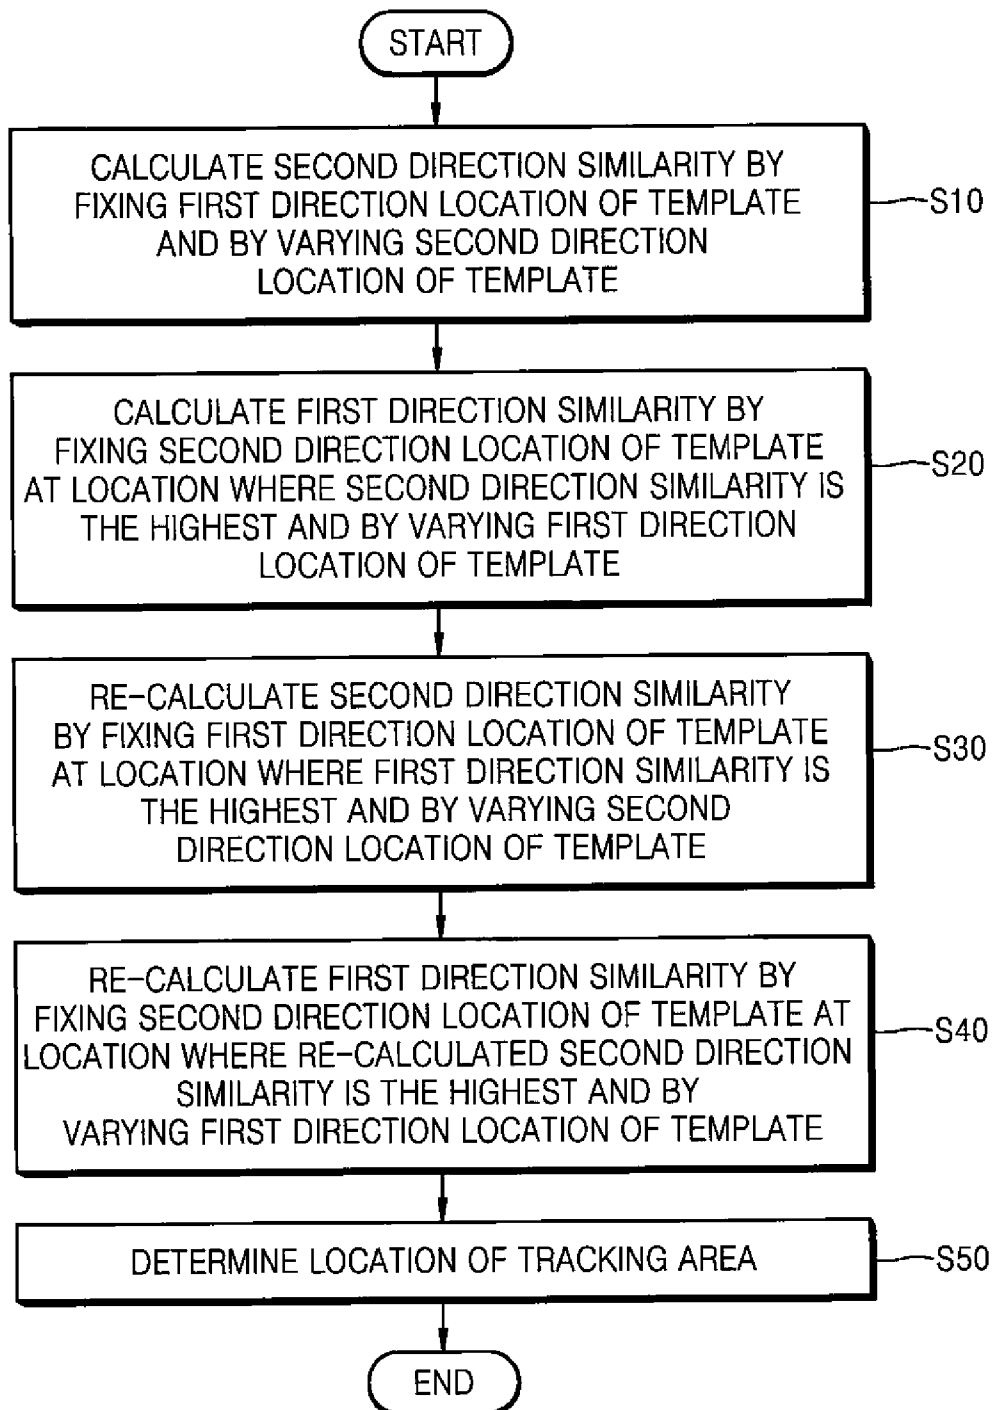 START
CALCULATE SECOND DIRECTION SIMILARITY BY
FIXING FIRST DIRECTION LOCATION OF TEMPLATE
AND BY VARYING SECOND DIRECTION
LOCATION OF TEMPLATE
S10
CALCULATE FIRST DIRECTION SIMILARITY BY
FIXING SECOND DIRECTION LOCATION OF TEMPLATE
AT LOCATION WHERE SECOND DIRECTION SIMILARITY IS
THE HIGHEST AND BY VARYING FIRST DIRECTION
LOCATION OF TEMPLATE
S20
RE-CALCULATE SECOND DIRECTION SIMILARITY
BY FIXING FIRST DIRECTION LOCATION OF TEMPLATE
AT LOCATION WHERE FIRST DIRECTION SIMILARITY IS
THE HIGHEST AND BY VARYING SECOND
DIRECTION LOCATION OF TEMPLATE
S30
RE-CALCULATE FIRST DIRECTION SIMILARITY BY
FIXING SECOND DIRECTION LOCATION OF TEMPLATE AT
LOCATION WHERE RE-CALCULATED SECOND DIRECTION
SIMILARITY IS THE HIGHEST AND BY
VARYING FIRST DIRECTION LOCATION OF TEMPLATE
S40
DETERMINE LOCATION OF TRACKING AREA
S50
END